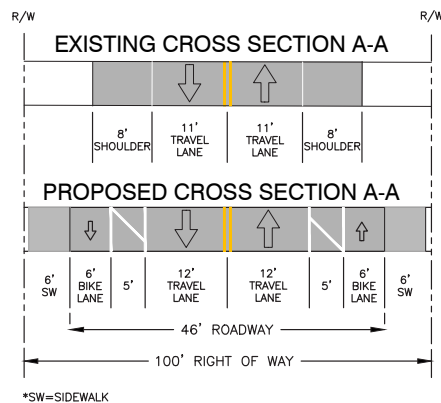 R/W R/W
EXISTING CROSS SECTION A-A
8' 11' 11' 8'
SHOULDER TRAVEL TRAVEL SHOULDER
LANE LANE
PROPOSED CROSS SECTION A-A
6' 6' 5' 12' 12' 5' 6' 6'
SW BIKE TRAVEL TRAVEL BIKE SW
LANE LANE LANE LANE
46' ROADWAY
100' RIGHT OF WAY
*SW=SIDEWALK